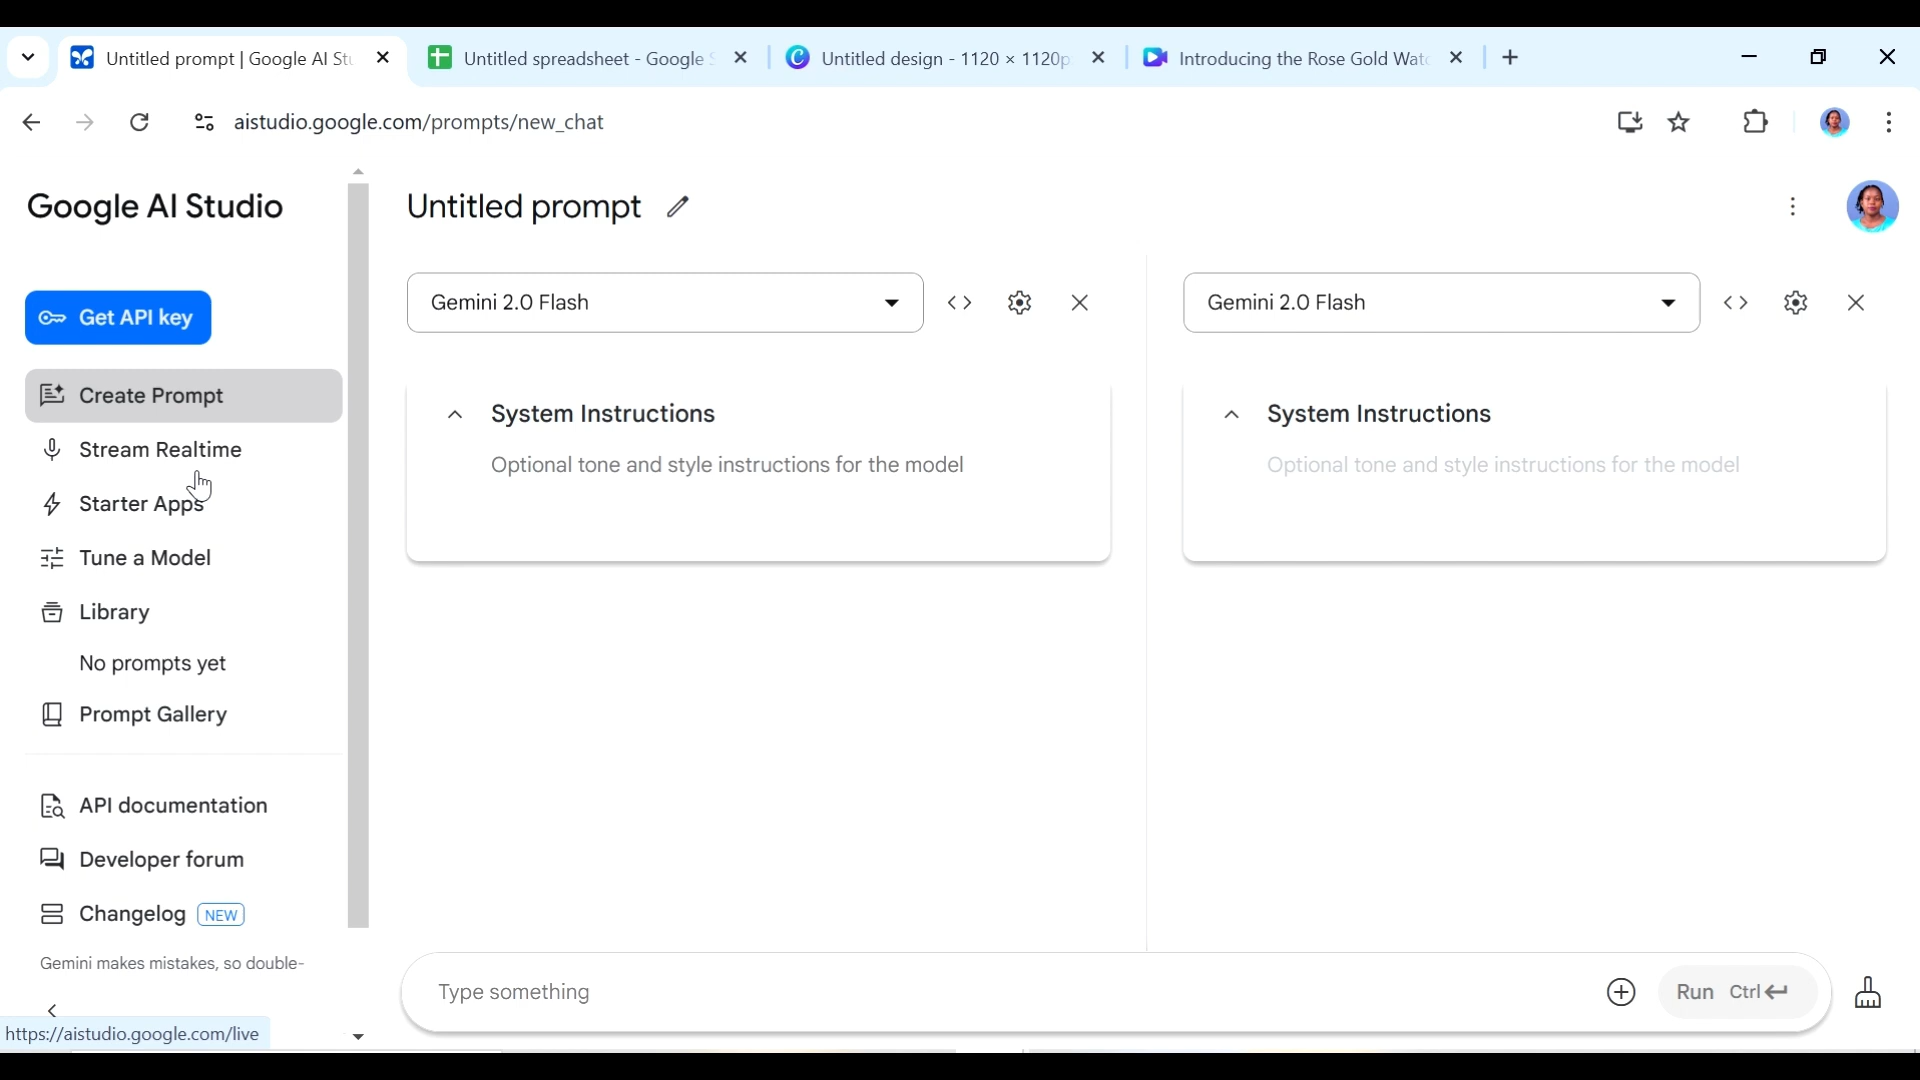 Untitled prompt | Google AI Stu
Untitled spreadsheet - Google S
Untitled design - 1120 × 1120p
Introducing the Rose Gold Wat
aistudio.google.com/prompts/new_chat
Google AI Studio
Get API key
Create Prompt
Stream Realtime
Starter Apps
Tune a Model
Library
No prompts yet
Prompt Gallery
API documentation
Developer forum
Changelog NEW
Gemini makes mistakes, so double-
https://aistudio.google.com/live
Untitled prompt
Gemini 2.0 Flash
System Instructions
Optional tone and style instructions for the model
Gemini 2.0 Flash
System Instructions
Optional tone and style instructions for the model
Type something
Run Ctrl